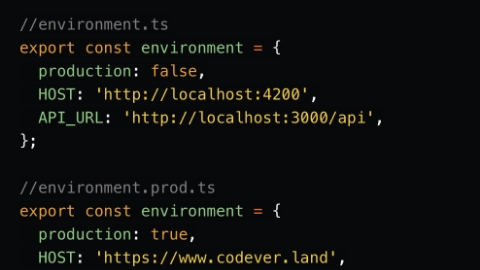 //environment.ts
export const environment = {
  production: false,
  HOST: 'http://localhost:4200',
  API_URL: 'http://localhost:3000/api',
};

//environment.prod.ts
export const environment = {
  production: true,
  HOST: 'https://www.codever.land',